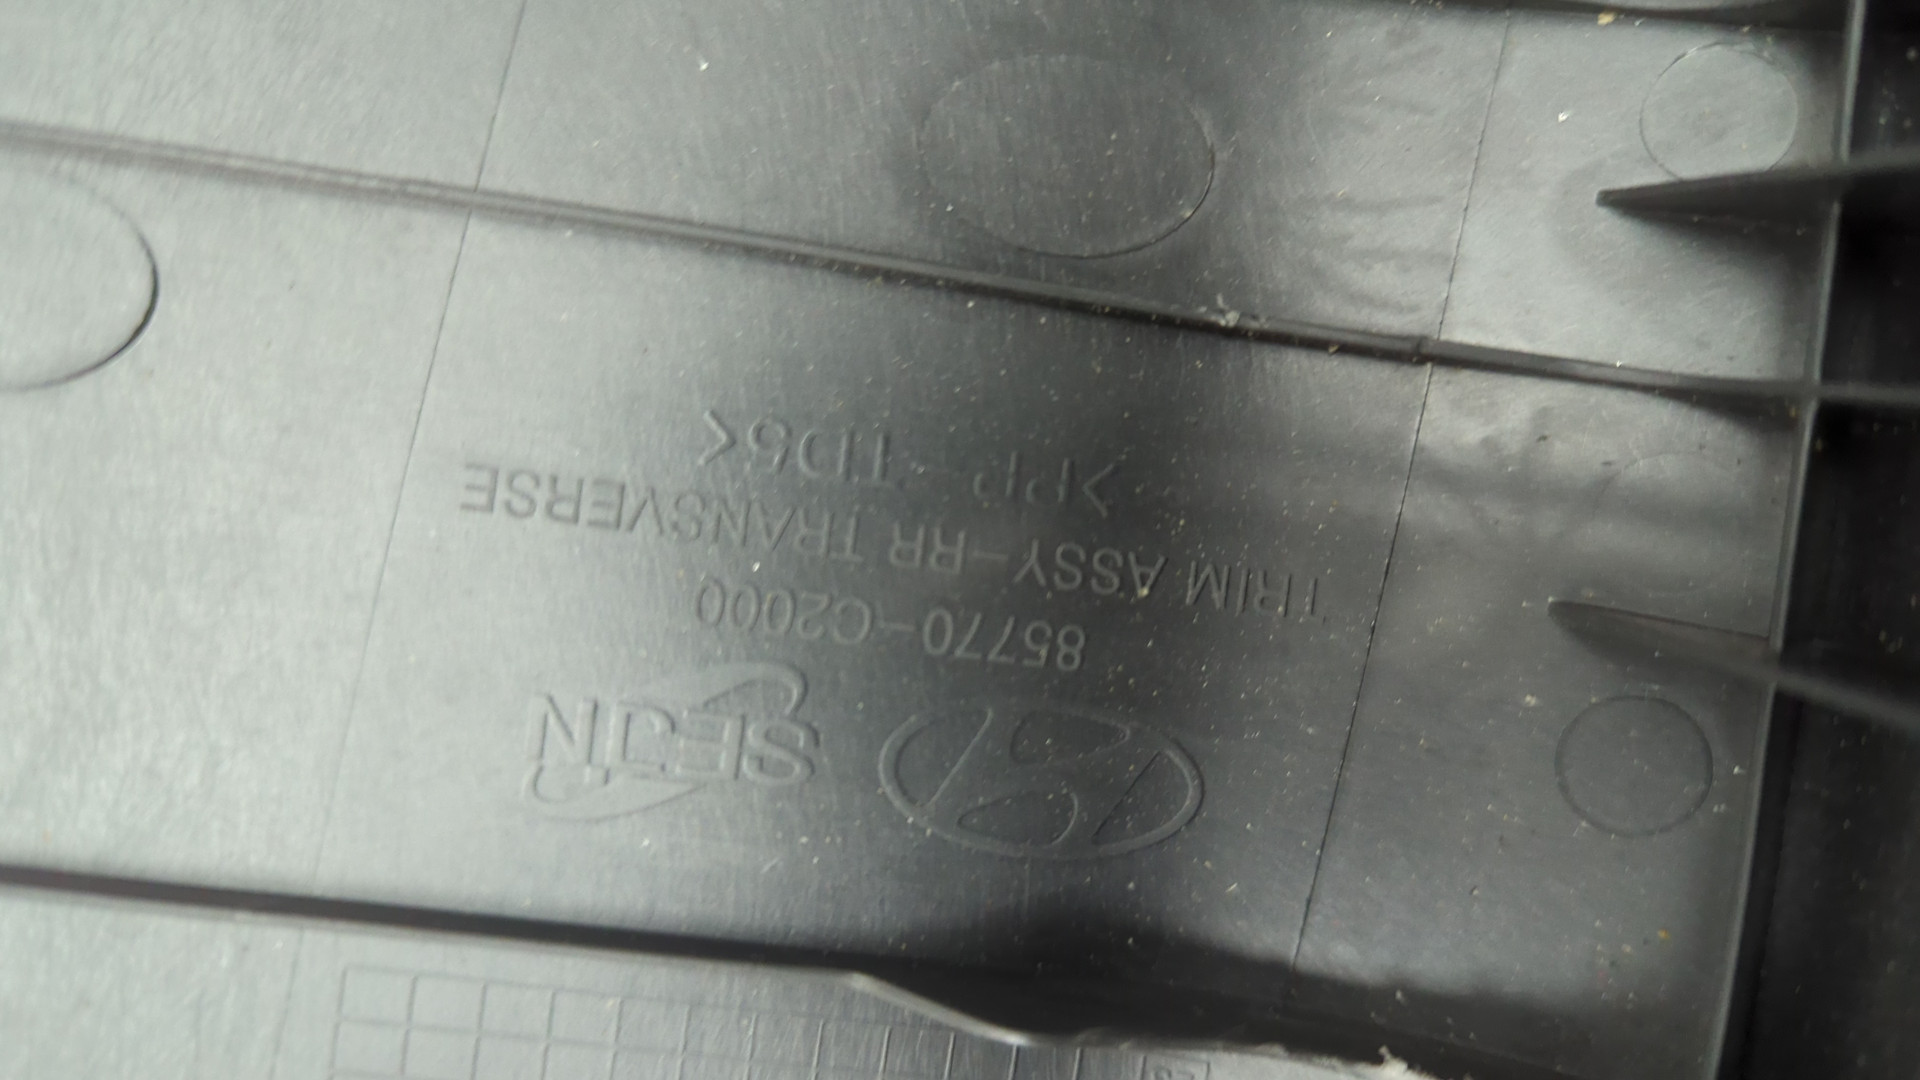 SEJIN
85770-C2000
TRIM ASSY-RR TRANSVERSE
>PP-TD5<